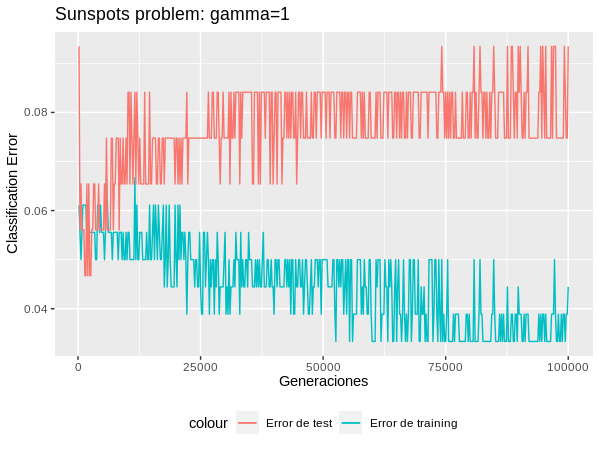 Sunspots problem: gamma=1
Classification Error
0.08
0.06
0.04
0
25000
50000
75000
100000
Generaciones
colour
Error de test
Error de training